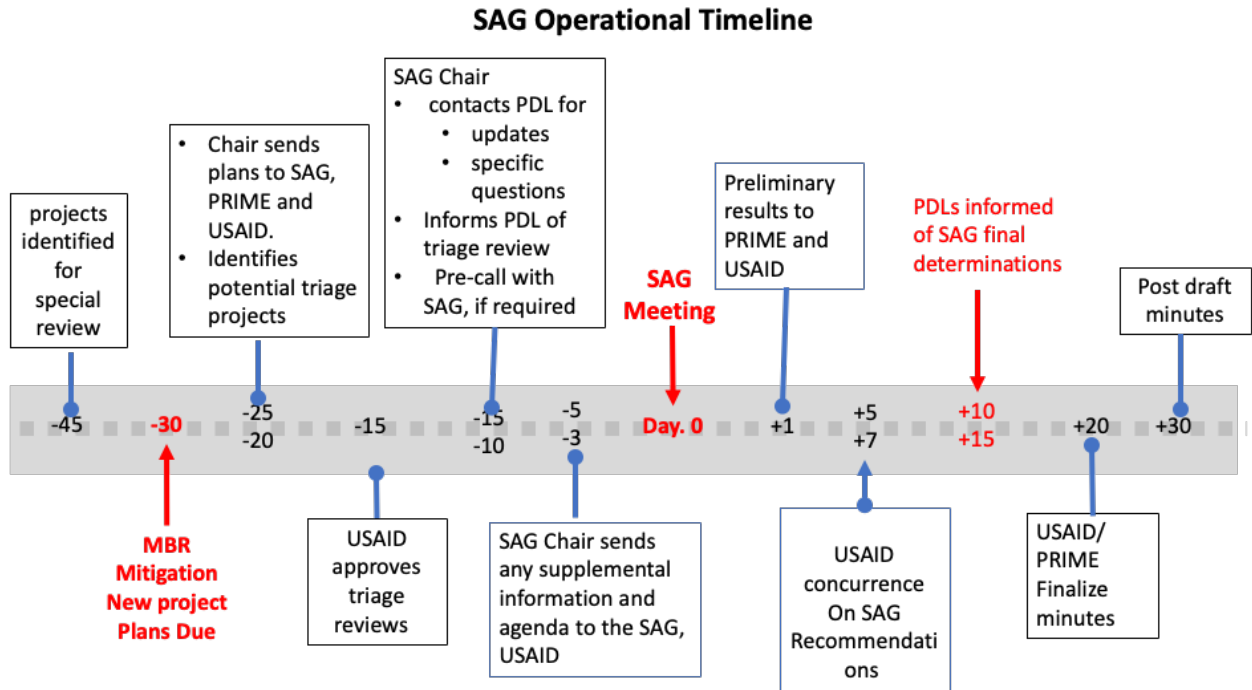 SAG Operational Timeline
projects
identified
for
special
review
• Chair sends
plans to SAG,
PRIME and
USAID.
• Identifies
potential triage
projects
SAG Chair
• contacts PDL for
• updates
• specific
questions
• Informs PDL of
triage review
• Pre-call with
SAG, if required
SAG
Meeting
Preliminary
results to
PRIME and
USAID
PDLs informed
of SAG final
determinations
Post draft
minutes
-45
-30
-25
-20
-15
-15
-10
-5
-3
Day. 0
+1
+5
+7
+10
+15
+20
+30
MBR
Mitigation
New project
Plans Due
USAID
approves
triage
reviews
SAG Chair sends
any supplemental
information and
agenda to the SAG,
USAID
USAID
concurrence
On SAG
Recommendati
ons
USAID/
PRIME
Finalize
minutes